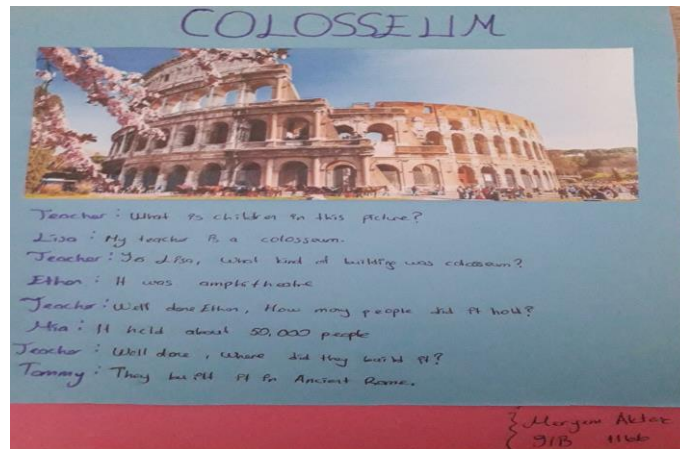 COLOSSEUM
Teacher : What is children in this picture?
Lisa : My teacher is a colosseum.
Teacher : Yes Lisa, What kind of building was colosseum?
Ethan : It was amphitheatre
Teacher : Well done Ethan, How many people did it hold?
Mia : It held about 50,000 people
Teacher : Well done, where did they build it?
Tommy : They built it in Ancient Rome.
Meryem Aktar
9/B 1166